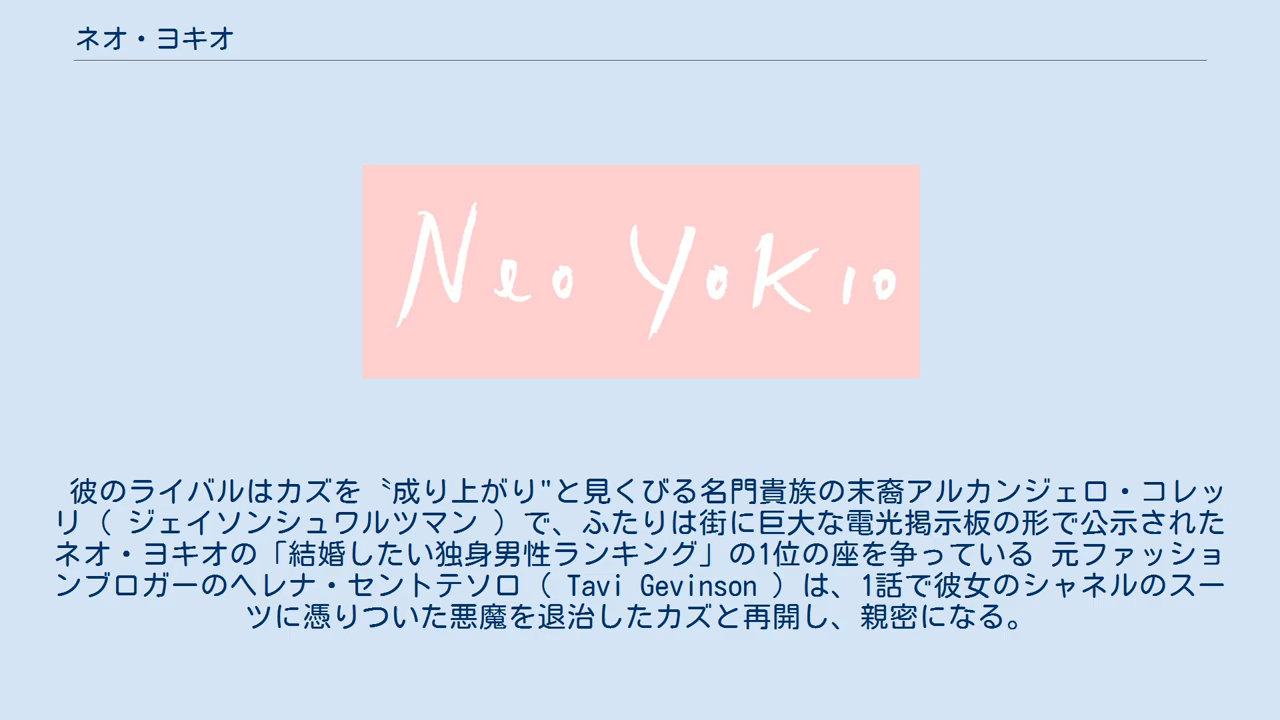 ネオ・ヨキオ
Neo Yokio
彼のライバルはカズを〝成り上がり"と見くびる名門貴族の末裔アルカンジェロ・コレッ
リ（ ジェイソンシュワルツマン ）で、ふたりは街に巨大な電光掲示板の形で公示された
ネオ・ヨキオの「結婚したい独身男性ランキング」の1位の座を争っている 元ファッショ
ンブロガーのヘレナ・セントテソロ（ Tavi Gevinson ）は、1話で彼女のシャネルのスー
ツに憑りついた悪魔を退治したカズと再開し、親密になる。